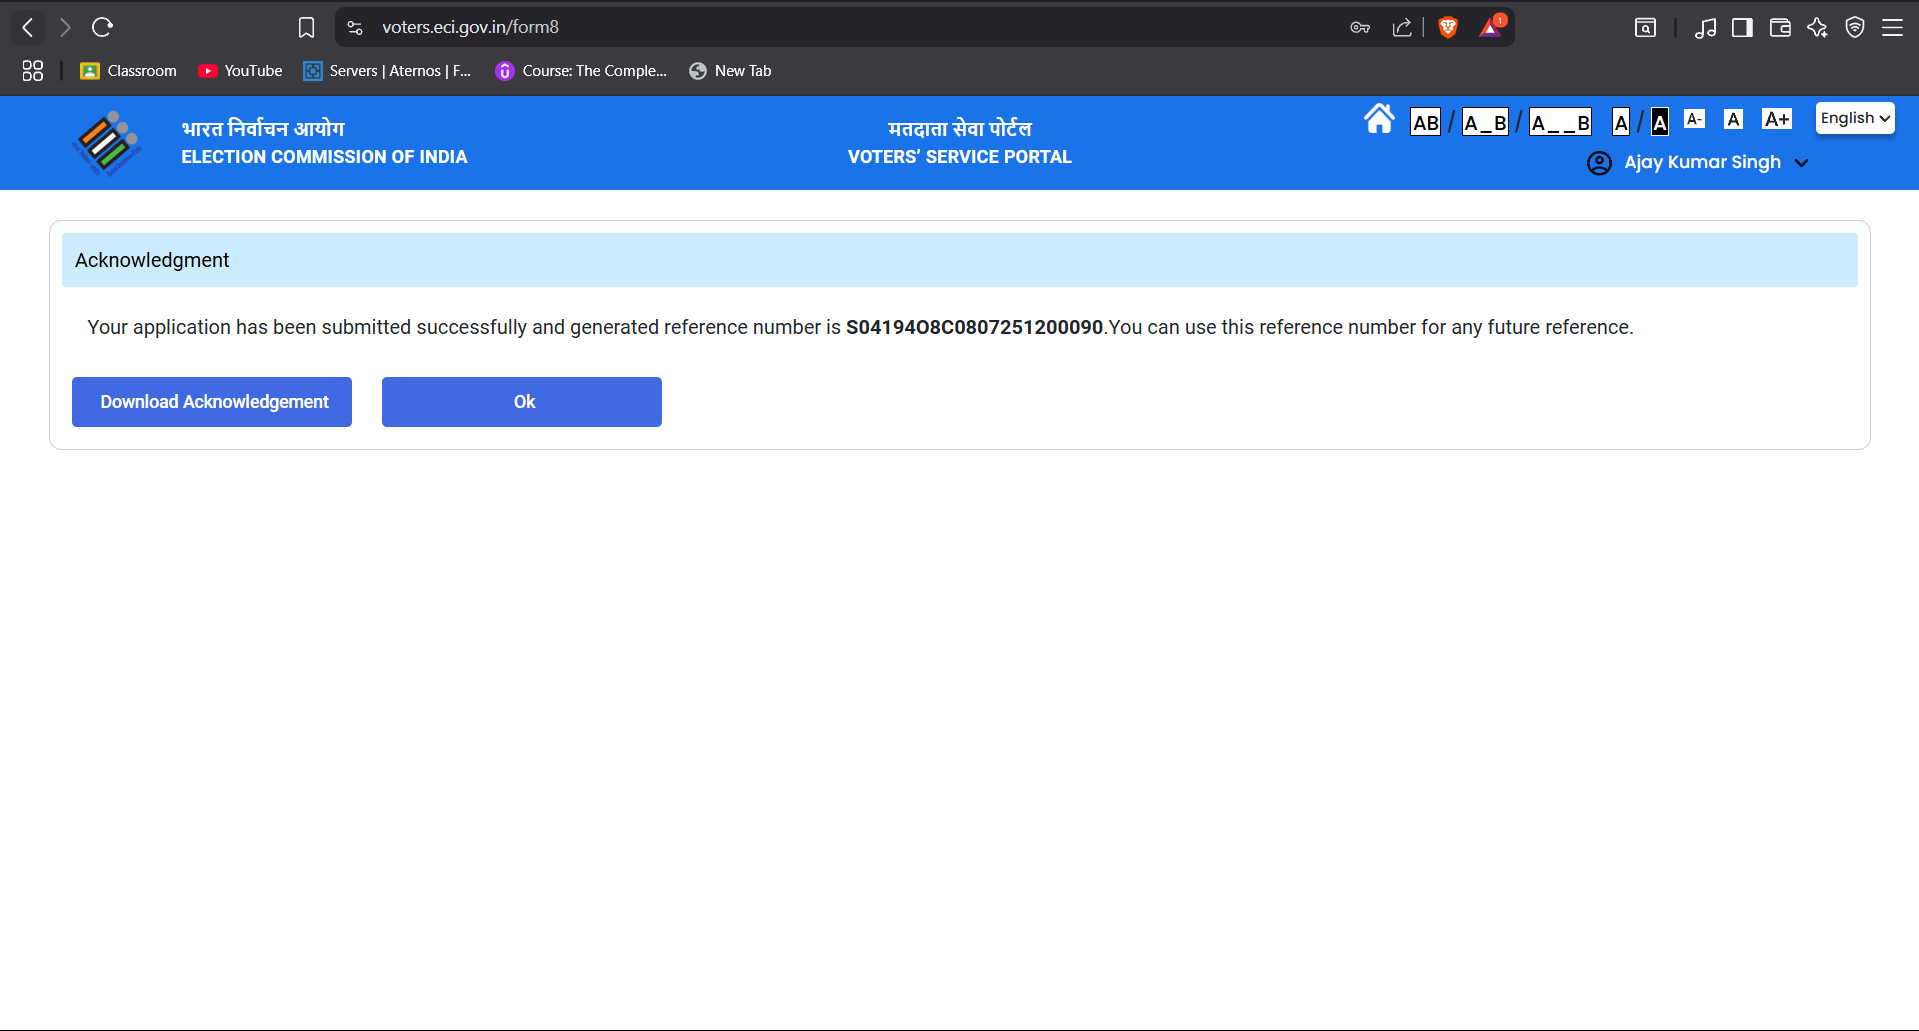 voters.eci.gov.in/form8
1
Classroom
YouTube
Servers | Aternos | F...
Course: The Comple...
New Tab
भारत निर्वाचन आयोग
ELECTION COMMISSION OF INDIA
मतदाता सेवा पोर्टल
VOTERS’ SERVICE PORTAL
AB / A_B / A__B A / A A- A A+ English
Ajay Kumar Singh
Acknowledgment
Your application has been submitted successfully and generated reference number is S04194O8C0807251200090.You can use this reference number for any future reference.
Download Acknowledgement
Ok